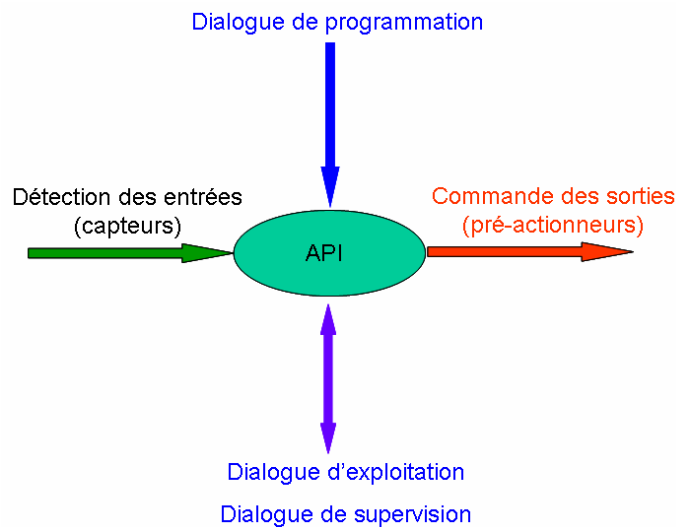 Dialogue de programmation
Détection des entrées
(capteurs)
Commande des sorties
(pré-actionneurs)
API
Dialogue d’exploitation
Dialogue de supervision